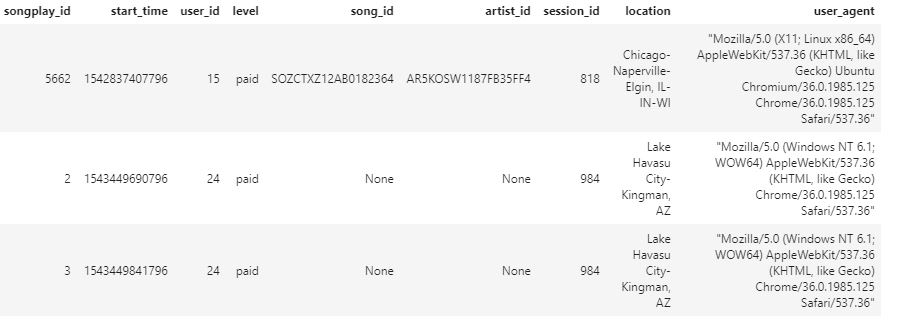 songplay_id start_time user_id level song_id artist_id session_id location user_agent
5662 1542837407796 15 paid SOZCTXZ12AB0182364 AR5KOSW1187FB35FF4 818
Chicago-
Naperville-
Elgin, IL-
IN-WI
"Mozilla/5.0 (X11; Linux x86_64)
AppleWebKit/537.36 (KHTML, like
Gecko) Ubuntu
Chromium/36.0.1985.125
Chrome/36.0.1985.125
Safari/537.36"
2 1543449690796 24 paid None None 984
Lake
Havasu
City-
Kingman,
AZ
"Mozilla/5.0 (Windows NT 6.1;
WOW64) AppleWebKit/537.36
(KHTML, like Gecko)
Chrome/36.0.1985.125
Safari/537.36"
3 1543449841796 24 paid None None 984
Lake
Havasu
City-
Kingman,
AZ
"Mozilla/5.0 (Windows NT 6.1;
WOW64) AppleWebKit/537.36
(KHTML, like Gecko)
Chrome/36.0.1985.125
Safari/537.36"